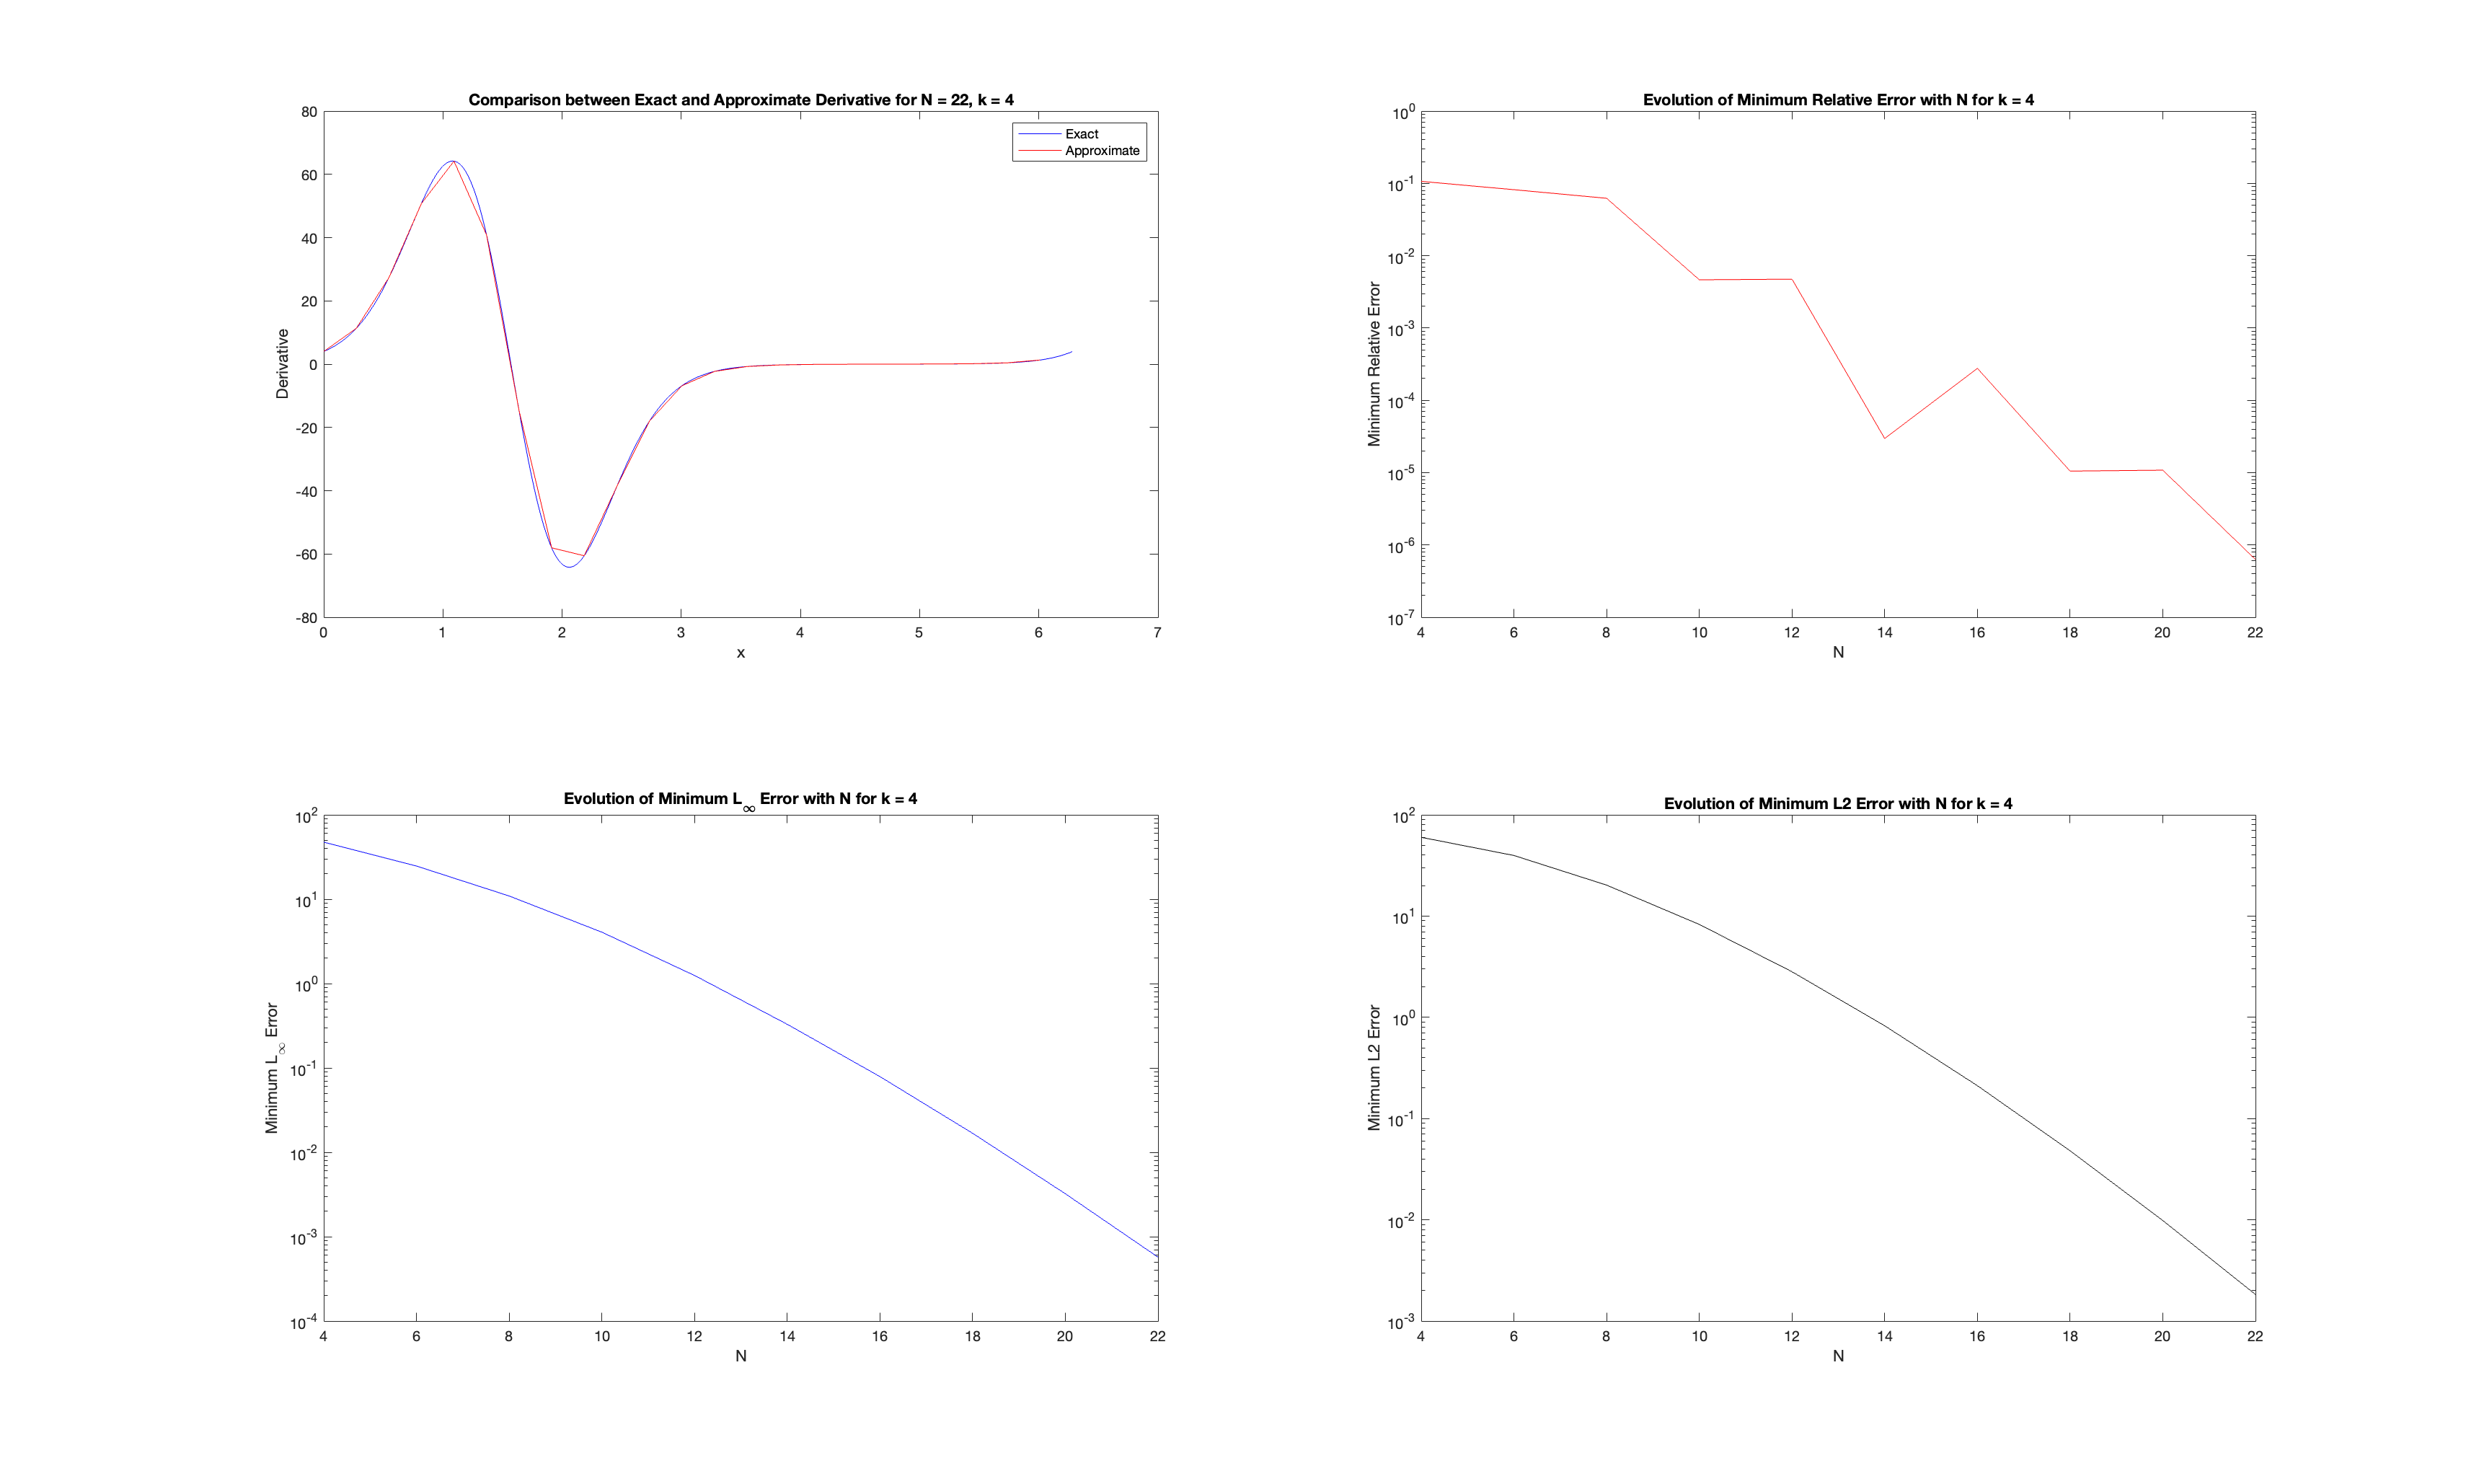 Comparison between Exact and Approximate Derivative for N = 22, k = 4
80
60
40
20
0
-20
-40
-60
-80
Derivative
Exact
Approximate
0 1 2 3 4 5 6 7
x
Evolution of Minimum Relative Error with N for k = 4
10^0
10^-1
10^-2
10^-3
10^-4
10^-5
10^-6
10^-7
Minimum Relative Error
4 6 8 10 12 14 16 18 20 22
N
Evolution of Minimum L_∞ Error with N for k = 4
10^2
10^1
10^0
10^-1
10^-2
10^-3
10^-4
Minimum L_∞ Error
4 6 8 10 12 14 16 18 20 22
N
Evolution of Minimum L2 Error with N for k = 4
10^2
10^1
10^0
10^-1
10^-2
10^-3
Minimum L2 Error
4 6 8 10 12 14 16 18 20 22
N